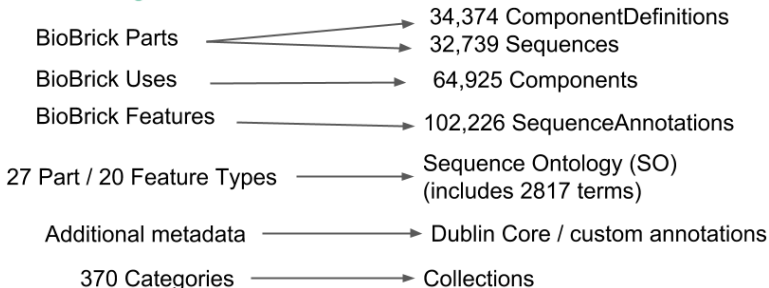 BioBrick Parts
34,374 ComponentDefinitions
32,739 Sequences
BioBrick Uses
64,925 Components
BioBrick Features
102,226 SequenceAnnotations
27 Part / 20 Feature Types
Sequence Ontology (SO)
(includes 2817 terms)
Additional metadata
Dublin Core / custom annotations
370 Categories
Collections